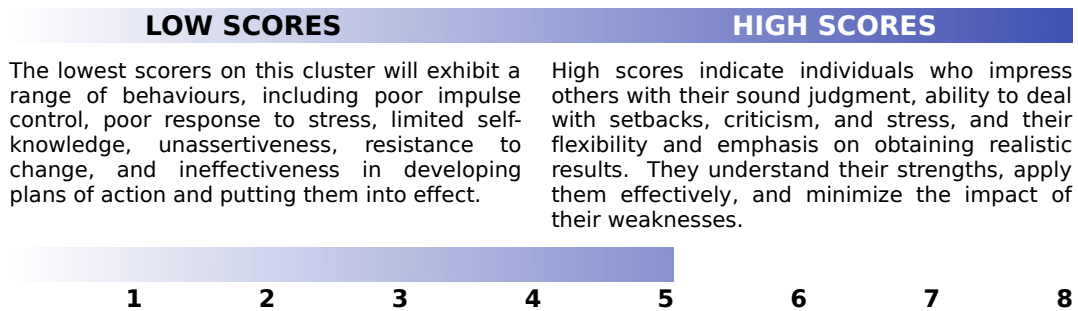 LOW SCORES
HIGH SCORES
The lowest scorers on this cluster will exhibit a
range of behaviours, including poor impulse
control, poor response to stress, limited self-
knowledge, unassertiveness, resistance to
change, and ineffectiveness in developing
plans of action and putting them into effect.
High scores indicate individuals who impress
others with their sound judgment, ability to deal
with setbacks, criticism, and stress, and their
flexibility and emphasis on obtaining realistic
results. They understand their strengths, apply
them effectively, and minimize the impact of
their weaknesses.
1 2 3 4 5 6 7 8